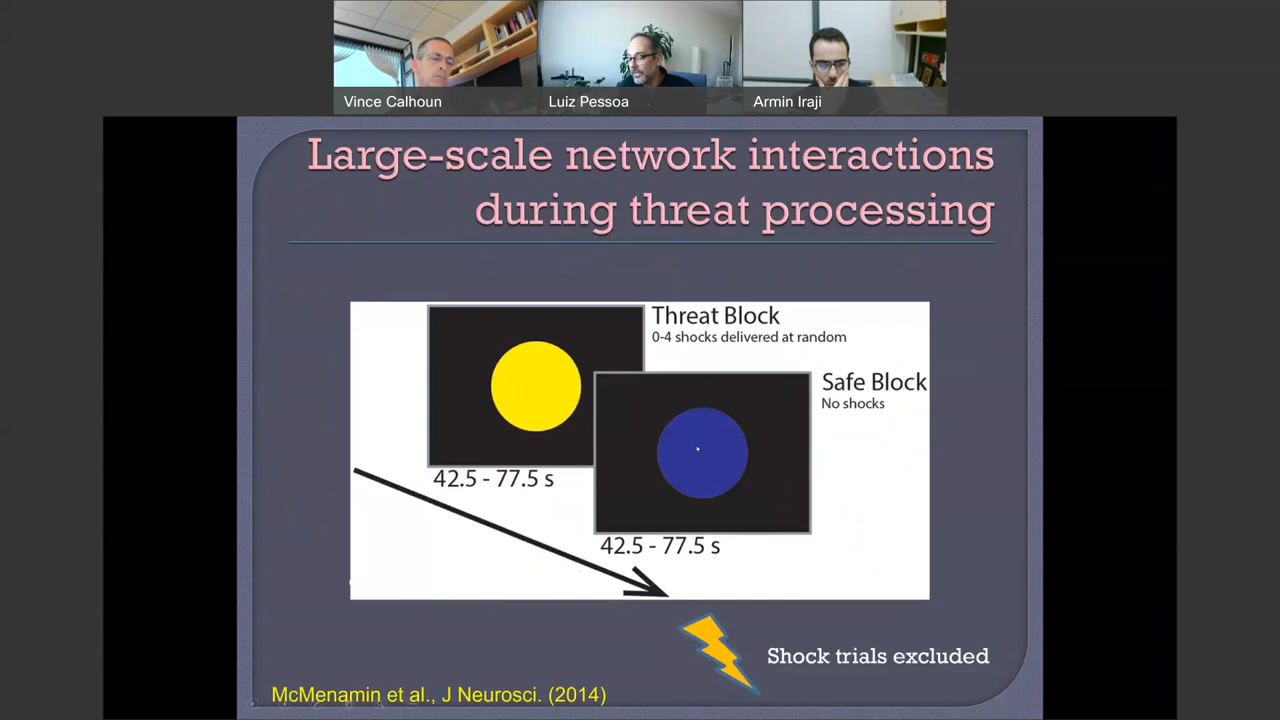 Vince Calhoun
Luiz Pessoa
Armin Iraji
Large-scale network interactions
during threat processing
Threat Block
0-4 shocks delivered at random
Safe Block
No shocks
42.5 - 77.5 s
42.5 - 77.5 s
Shock trials excluded
McMenamin et al., J Neurosci. (2014)